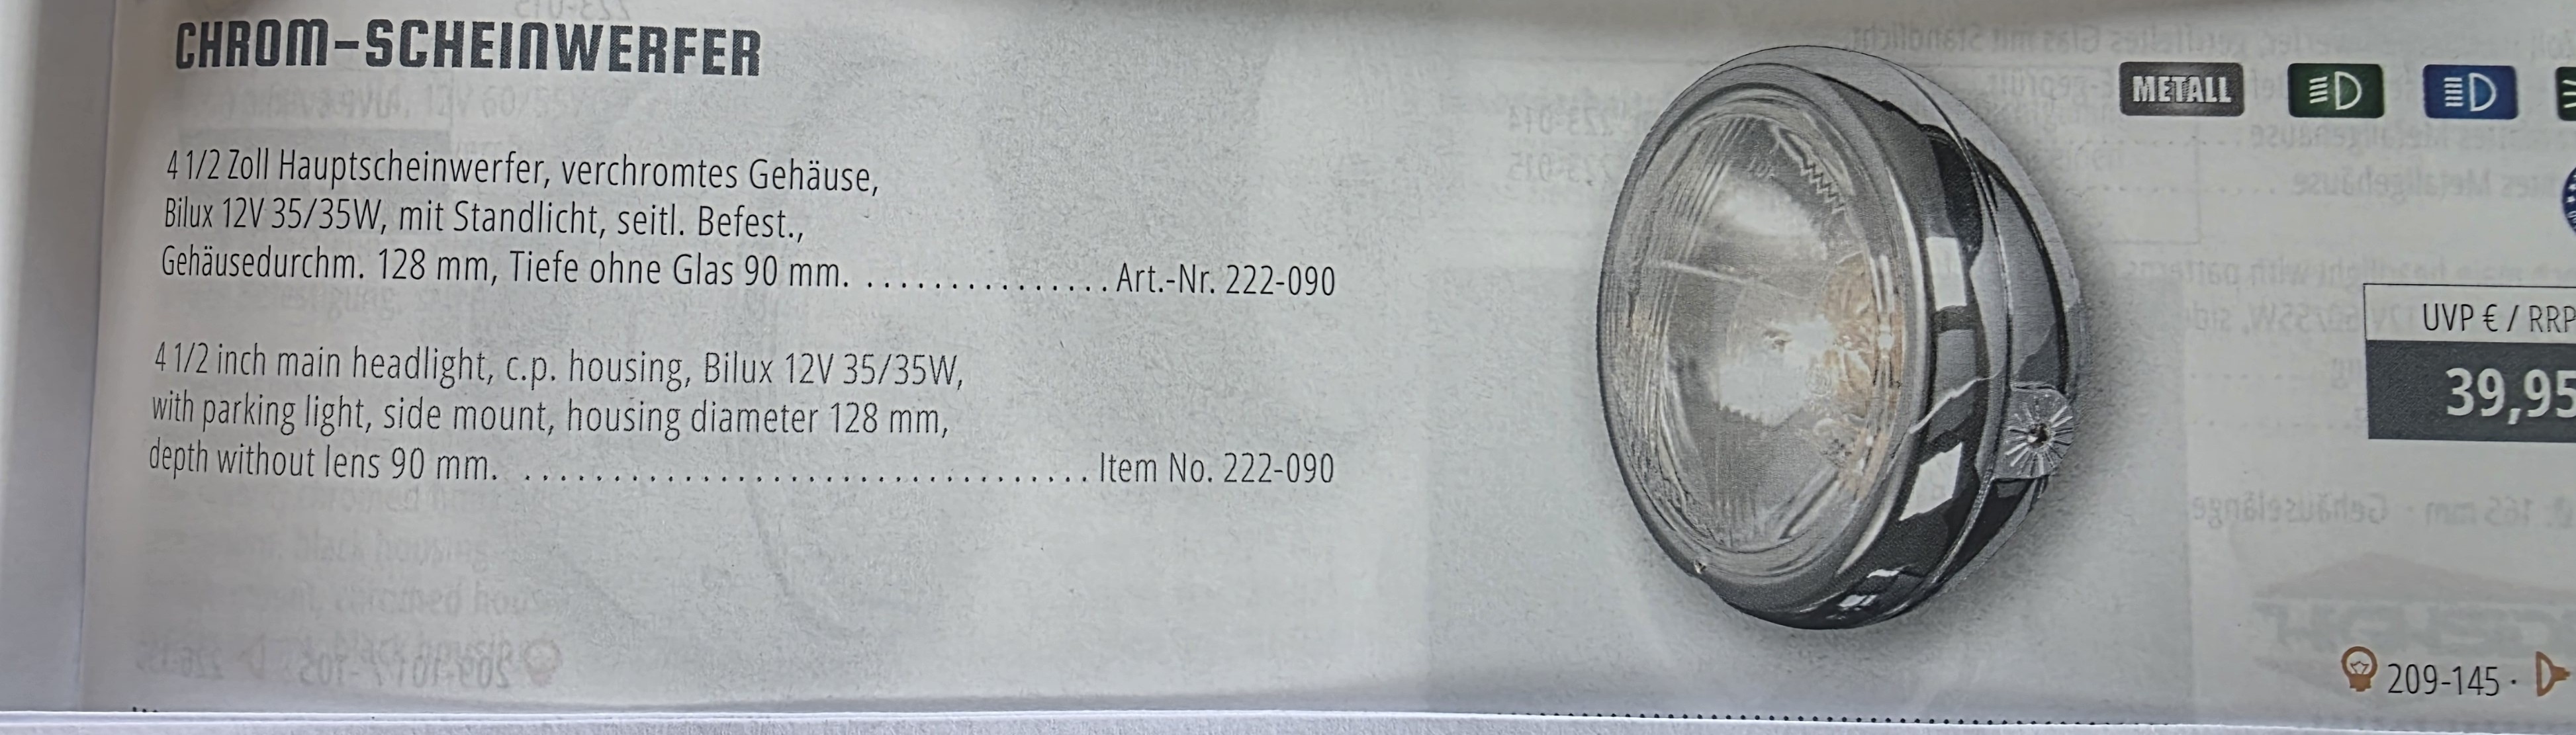 CHROM-SCHEINWERFER
4 1/2 Zoll Hauptscheinwerfer, verchromtes Gehäuse,
Bilux 12V 35/35W, mit Standlicht, seitl. Befest.,
Gehäusedurchm. 128 mm, Tiefe ohne Glas 90 mm. ............... Art.-Nr. 222-090
4 1/2 inch main headlight, c.p. housing, Bilux 12V 35/35W,
with parking light, side mount, housing diameter 128 mm,
depth without lens 90 mm. ................................ Item No. 222-090
METALL
UVP € / RRP
39,95
209-145 ·